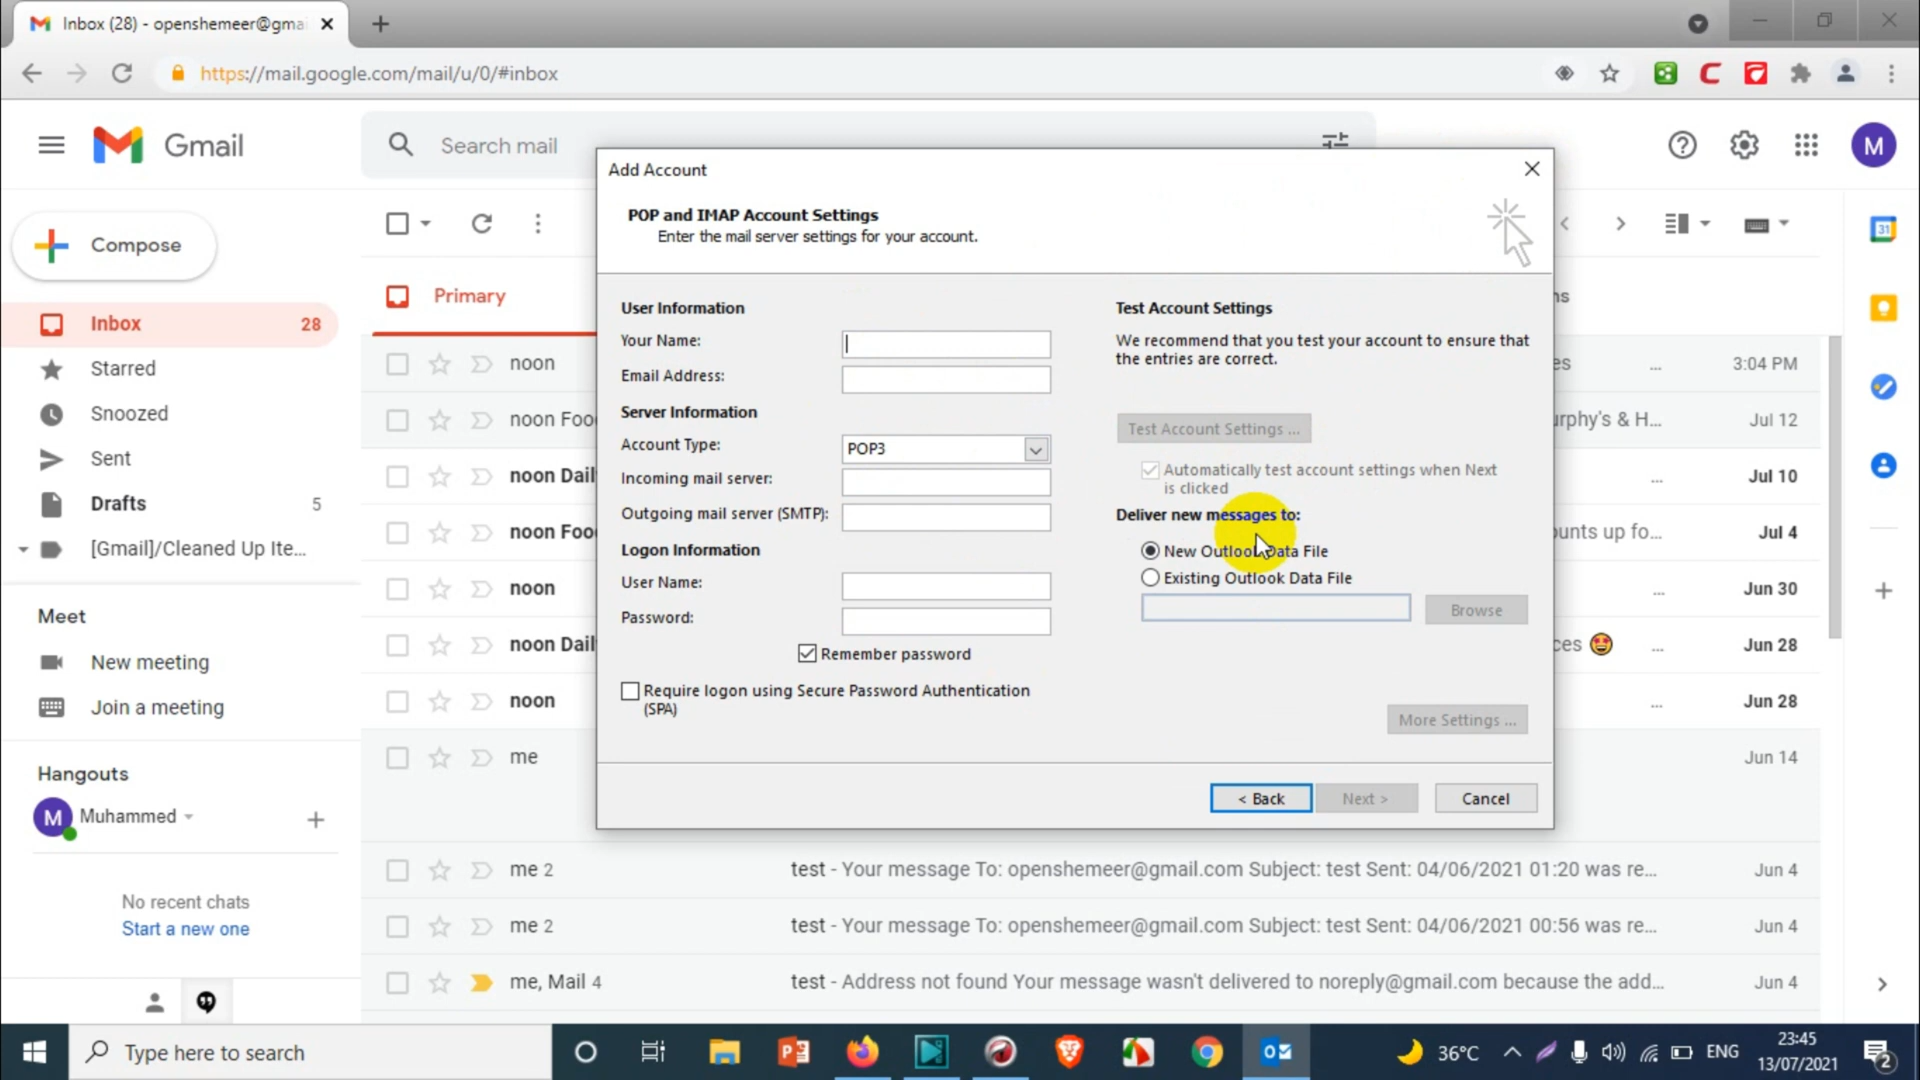 Inbox (28) - openshemeer@gma
https://mail.google.com/mail/u/0/#inbox
Gmail
Search mail
M
Compose
Inbox 28
Starred
Snoozed
Sent
Drafts 5
[Gmail]/Cleaned Up Ite...
Meet
New meeting
Join a meeting
Hangouts
M Muhammed
No recent chats
Start a new one
Primary
ns
noon es ... 3:04 PM
noon Foo urphy's & H... Jul 12
noon Dail ... Jul 10
noon Foo unts up fo... Jul 4
noon ... Jun 30
noon Dail ces ... Jun 28
noon ... Jun 28
me Jun 14
me 2 test - Your message To: openshemeer@gmail.com Subject: test Sent: 04/06/2021 01:20 was re... Jun 4
me 2 test - Your message To: openshemeer@gmail.com Subject: test Sent: 04/06/2021 00:56 was re... Jun 4
me, Mail 4 test - Address not found Your message wasn't delivered to noreply@gmail.com because the add... Jun 4
31
Add Account
POP and IMAP Account Settings
Enter the mail server settings for your account.
User Information
Your Name:
Email Address:
Server Information
Account Type: POP3
Incoming mail server:
Outgoing mail server (SMTP):
Logon Information
User Name:
Password:
Remember password
Require logon using Secure Password Authentication
(SPA)
Test Account Settings
We recommend that you test your account to ensure that
the entries are correct.
Test Account Settings ...
Automatically test account settings when Next
is clicked
Deliver new messages to:
New Outlook Data File
Existing Outlook Data File
Browse
More Settings ...
< Back
Next >
Cancel
Type here to search
36°C
ENG
23:45
13/07/2021
2